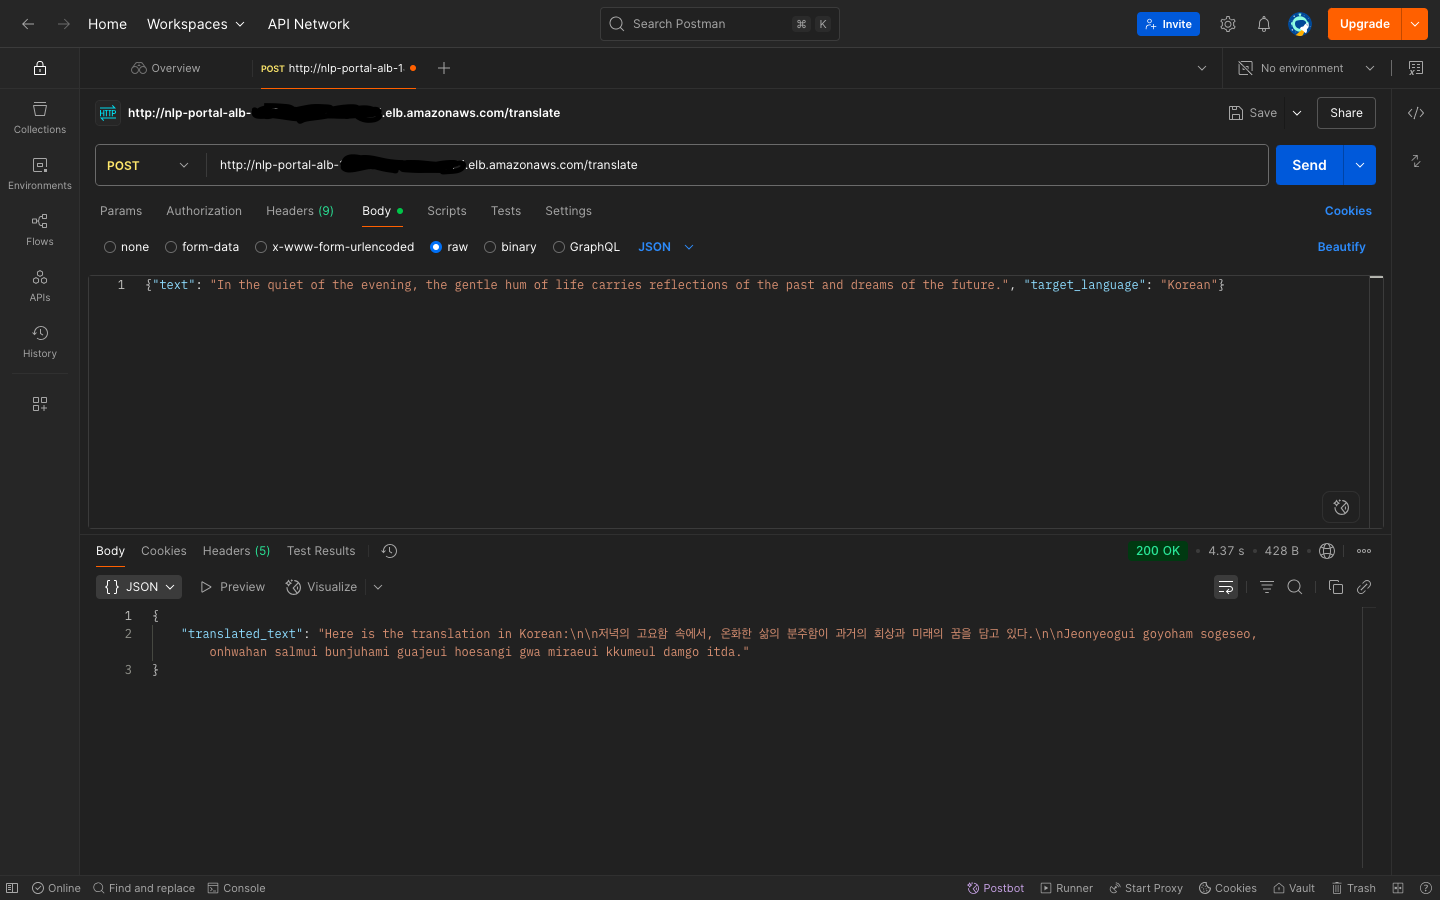 Home Workspaces API Network Search Postman ⌘ K Invite Upgrade
Overview POST http://nlp-portal-alb-1 No environment
HTTP http://nlp-portal-alb- .elb.amazonaws.com/translate Save Share
POST http://nlp-portal-alb- .elb.amazonaws.com/translate Send
Params Authorization Headers (9) Body Scripts Tests Settings Cookies
none form-data x-www-form-urlencoded raw binary GraphQL JSON Beautify
1 {"text": "In the quiet of the evening, the gentle hum of life carries reflections of the past and dreams of the future.", "target_language": "Korean"}
Collections
Environments
Flows
APIs
History
Body Cookies Headers (5) Test Results 200 OK 4.37 s 428 B
{} JSON Preview Visualize
1 {
2 "translated_text": "Here is the translation in Korean:\n\n저녁의 고요함 속에서, 온화한 삶의 분주함이 과거의 회상과 미래의 꿈을 담고 있다.\n\nJeonyeogui goyoham sogeseo,
onhwahan salmui bunjuhami guajeui hoesangi gwa miraeui kkumeul damgo itda."
3 }
Online Find and replace Console Postbot Runner Start Proxy Cookies Vault Trash